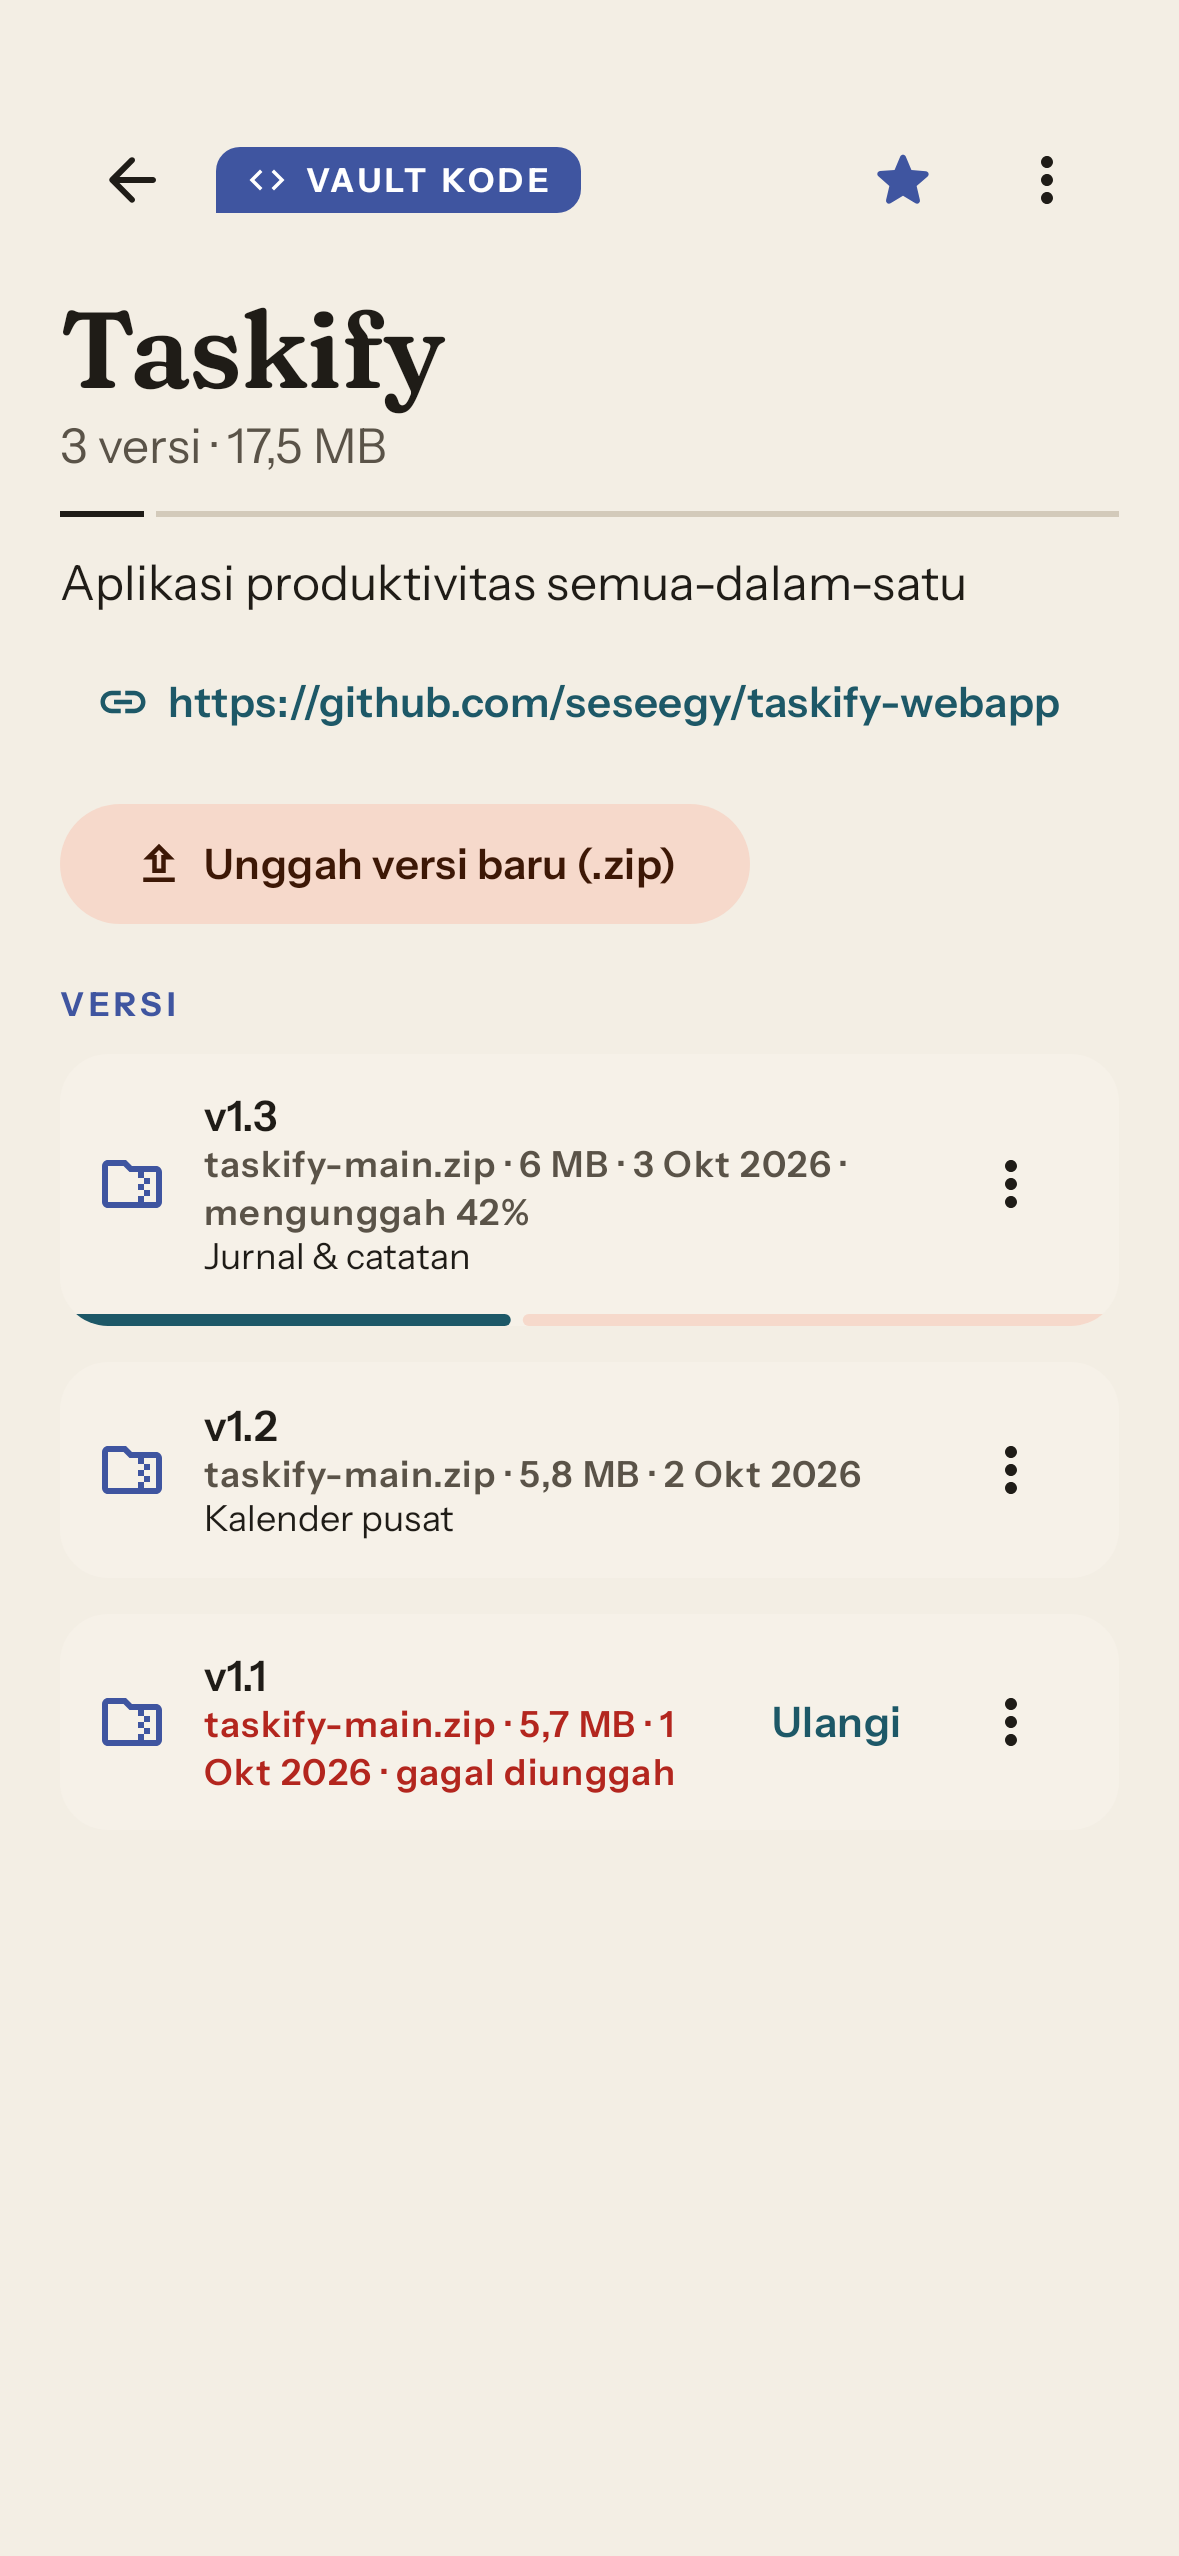 VAULT KODE
Taskify
3 versi · 17,5 MB
Aplikasi produktivitas semua-dalam-satu
https://github.com/seseegy/taskify-webapp
Unggah versi baru (.zip)
VERSI
v1.3
taskify-main.zip · 6 MB · 3 Okt 2026 ·
mengunggah 42%
Jurnal & catatan
v1.2
taskify-main.zip · 5,8 MB · 2 Okt 2026
Kalender pusat
v1.1
taskify-main.zip · 5,7 MB · 1
Okt 2026 · gagal diunggah
Ulangi